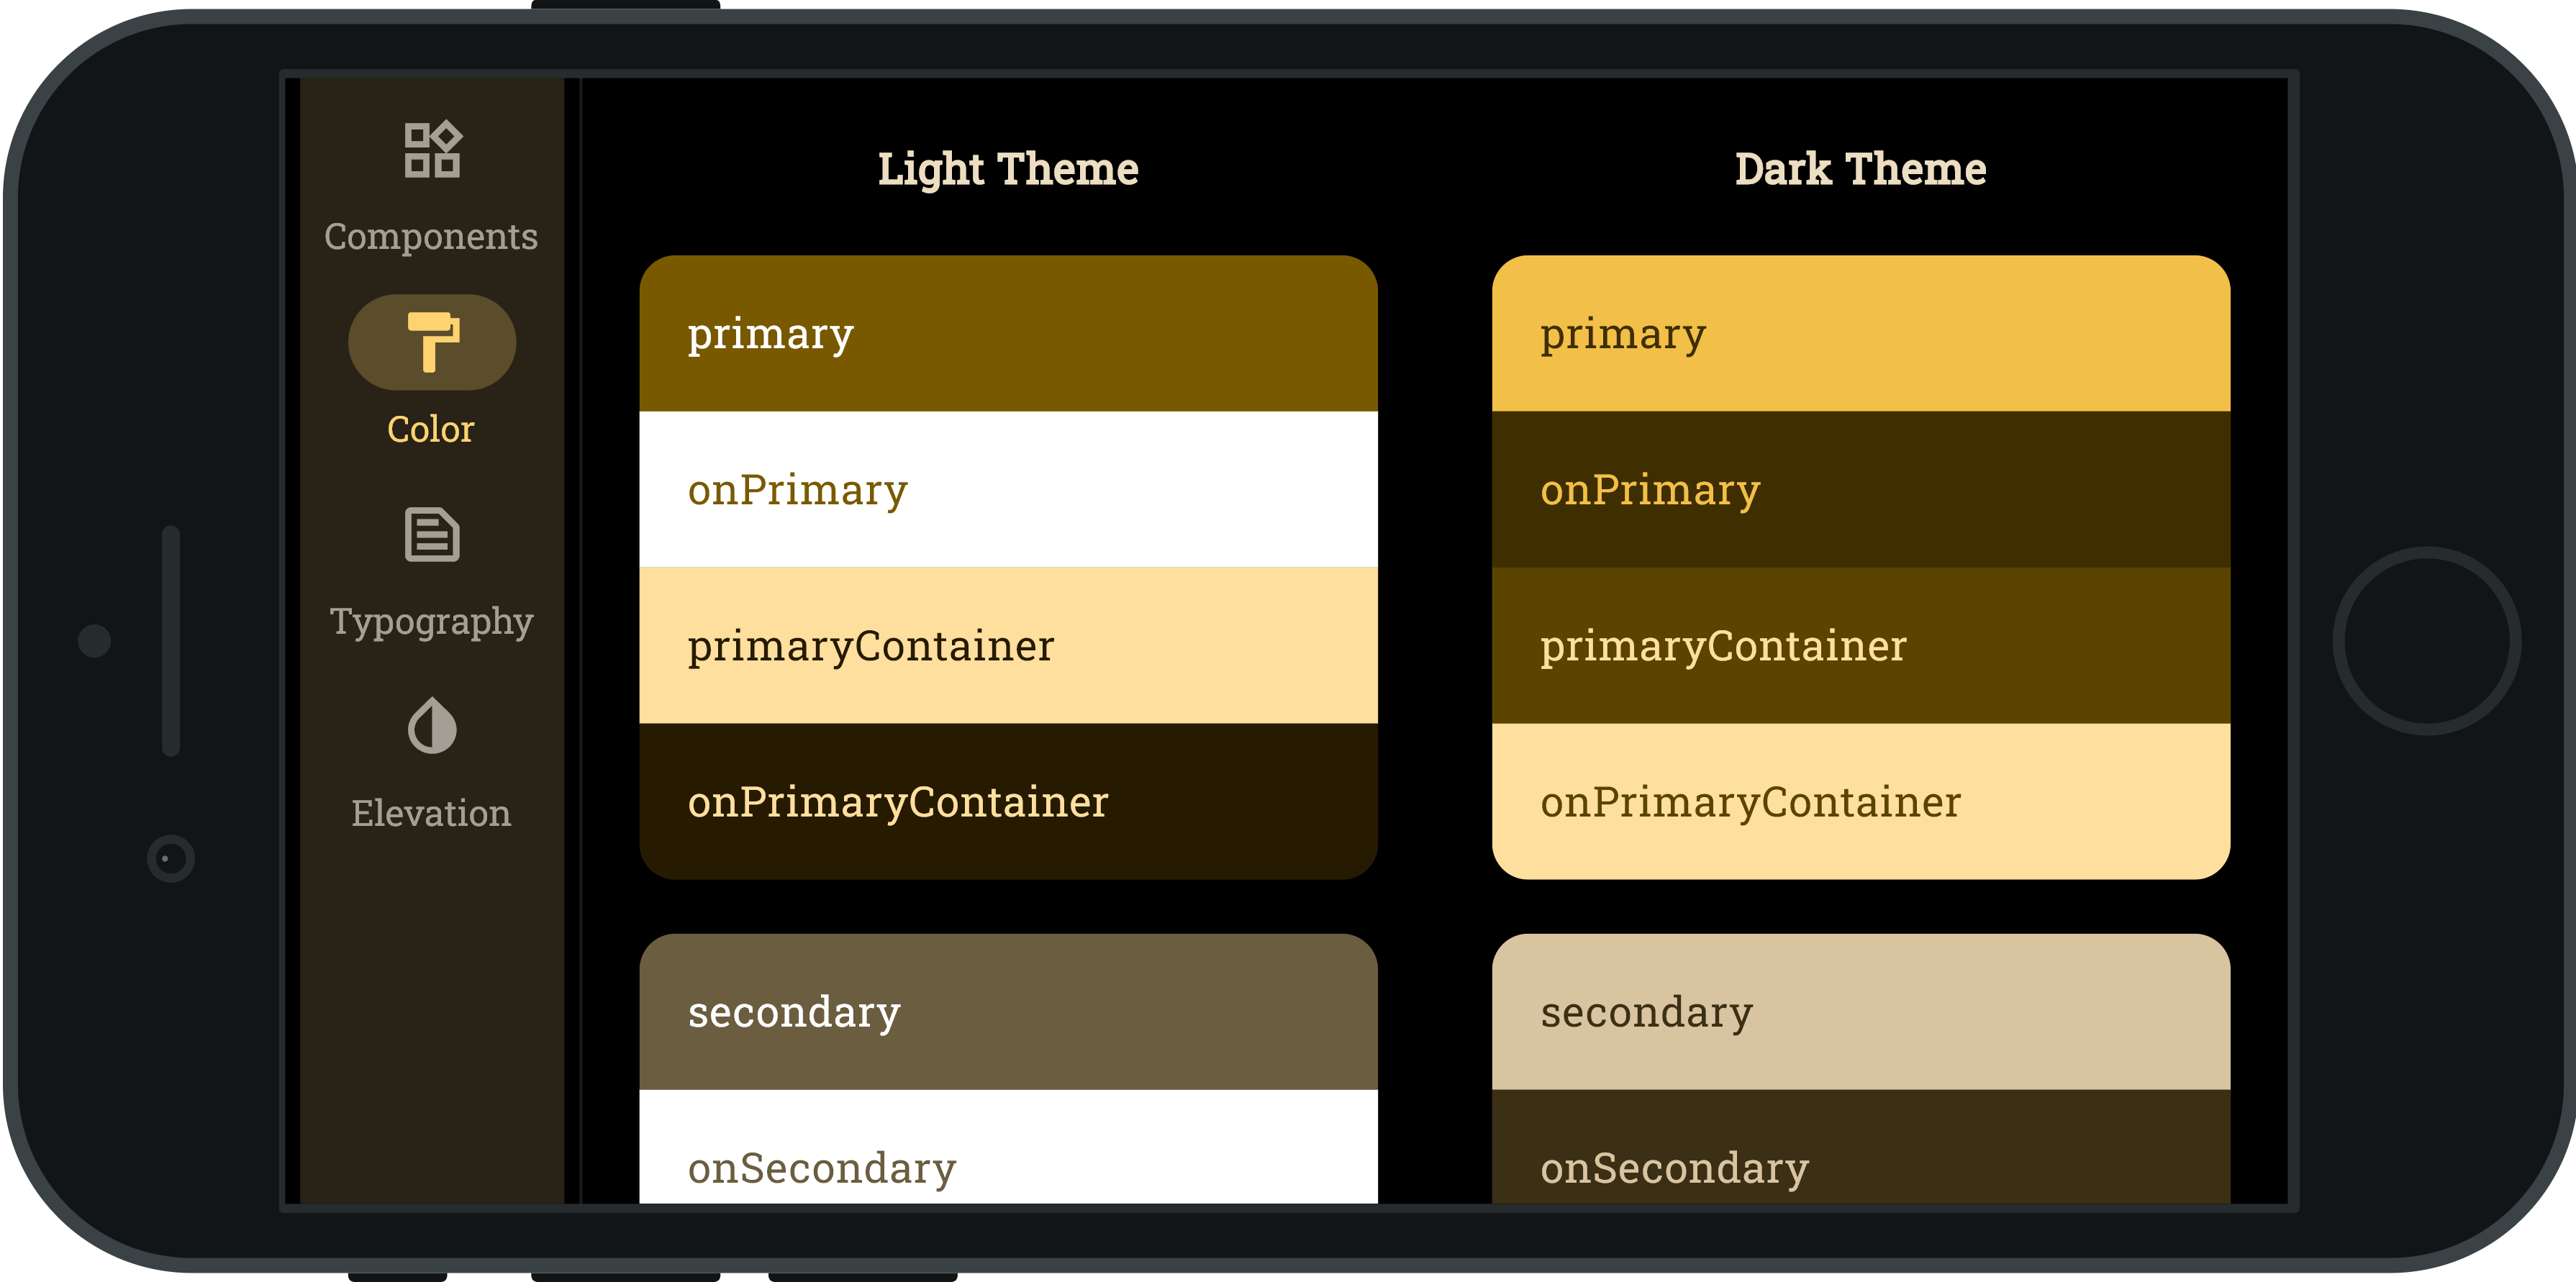 Components
Color
Typography
Elevation
Light Theme
primary
onPrimary
primaryContainer
onPrimaryContainer
secondary
onSecondary
Dark Theme
primary
onPrimary
primaryContainer
onPrimaryContainer
secondary
onSecondary